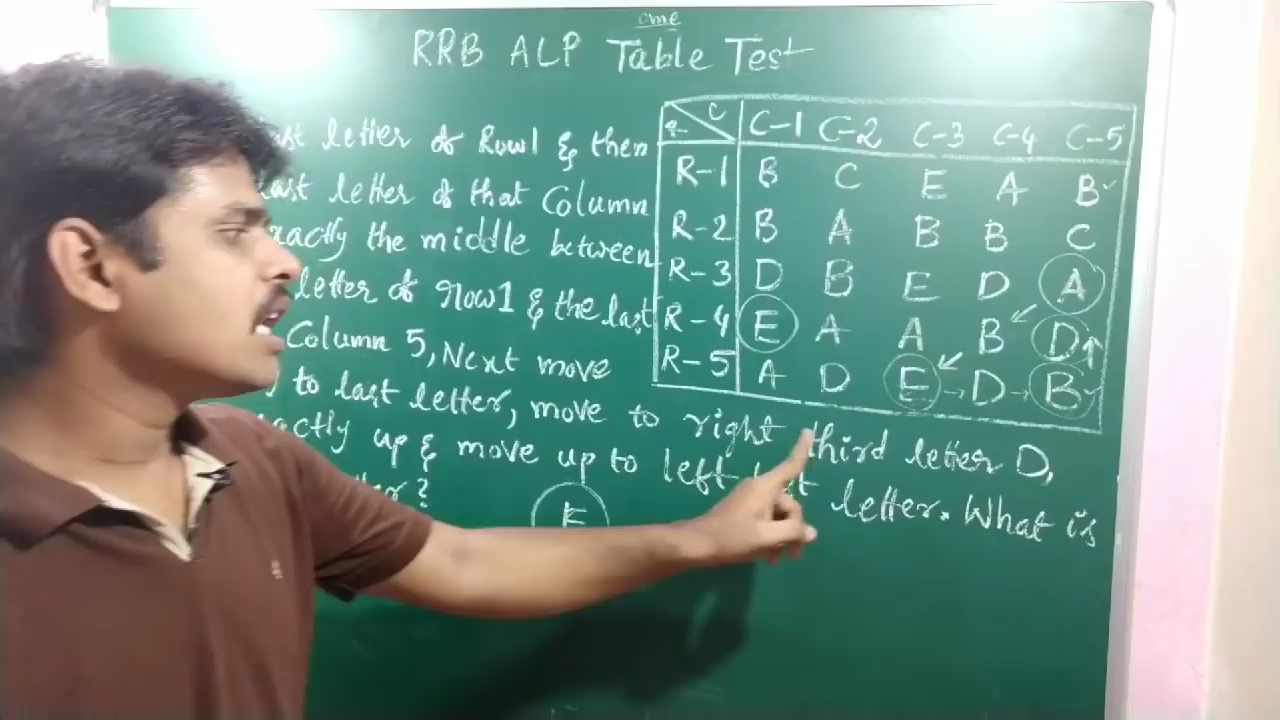 ome
RRB ALP Table Test
letter of Row1 & then
last letter of that Column
exactly the middle between
letter of row1 & the last
Column 5, Next move
to last letter, move to right third letter D,
up & move up to left letter. What is
?
E
R C C-1 C-2 C-3 C-4 C-5
R-1 B C E A B
R-2 B A B B C
R-3 D B E D A
R-4 E A A B D
R-5 A D E D B